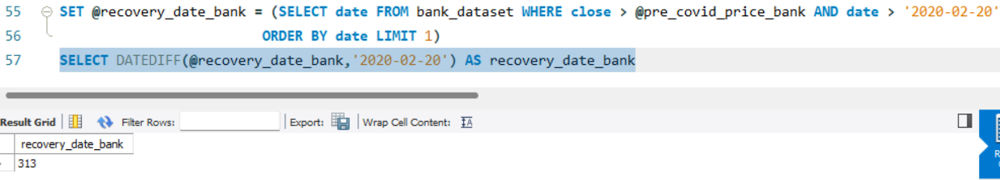 55 SET @recovery_date_bank = (SELECT date FROM bank_dataset WHERE close > @pre_covid_price_bank AND date > '2020-02-20'
56 ORDER BY date LIMIT 1)
57 SELECT DATEDIFF(@recovery_date_bank,'2020-02-20') AS recovery_date_bank
Result Grid Filter Rows: Export: Wrap Cell Content: IA
recovery_date_bank
313